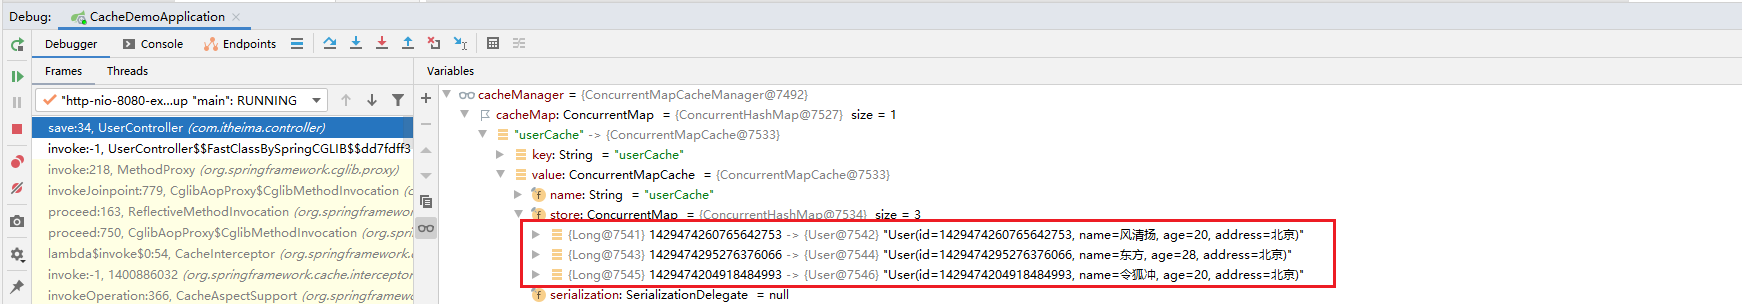 Debug: CacheDemoApplication ×
Debugger Console Endpoints
Frames Threads
"http-nio-8080-ex...up "main": RUNNING
save:34, UserController (com.itheima.controller)
invoke:-1, UserController$$FastClassBySpringCGLIB$$dd7fdff3
invoke:218, MethodProxy (org.springframework.cglib.proxy)
invokeJoinpoint:779, CglibAopProxy$CglibMethodInvocation (c
proceed:163, ReflectiveMethodInvocation (org.springframewo
proceed:750, CglibAopProxy$CglibMethodInvocation (org.sprin
lambda$invoke$0:54, CacheInterceptor (org.springframework.
invoke:-1, 1400886032 (org.springframework.cache.interceptor
invokeOperation:366, CacheAspectSupport (org.springframew
Variables
cacheManager = {ConcurrentMapCacheManager@7492}
cacheMap: ConcurrentMap = {ConcurrentHashMap@7527} size = 1
"userCache" -> {ConcurrentMapCache@7533}
key: String = "userCache"
value: ConcurrentMapCache = {ConcurrentMapCache@7533}
name: String = "userCache"
store: ConcurrentMap = {ConcurrentHashMap@7534} size = 3
{Long@7541} 1429474260765642753 -> {User@7542} "User(id=1429474260765642753, name=风清扬, age=20, address=北京)"
{Long@7543} 1429474295276376066 -> {User@7544} "User(id=1429474295276376066, name=东方, age=28, address=北京)"
{Long@7545} 1429474204918484993 -> {User@7546} "User(id=1429474204918484993, name=令狐冲, age=20, address=北京)"
serialization: SerializationDelegate = null